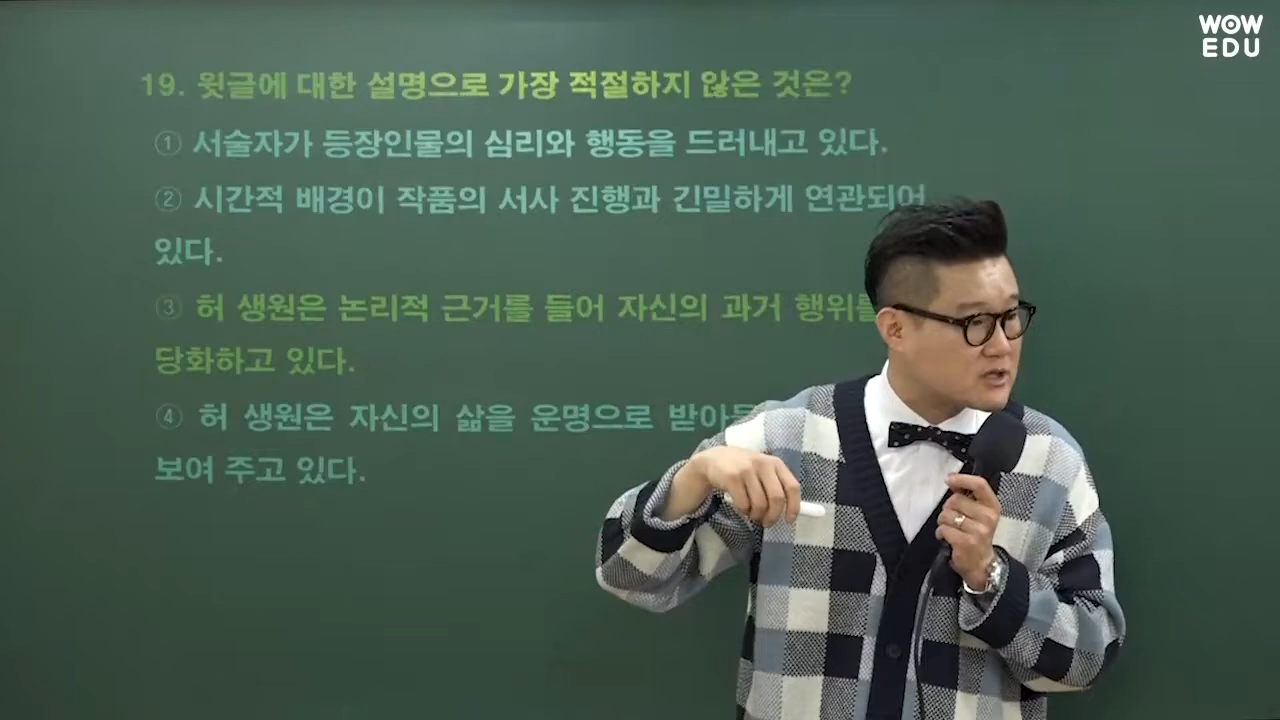 WOW
EDU
19. 윗글에 대한 설명으로 가장 적절하지 않은 것은?
① 서술자가 등장인물의 심리와 행동을 드러내고 있다.
② 시간적 배경이 작품의 서사 진행과 긴밀하게 연관되어
있다.
③ 허 생원은 논리적 근거를 들어 자신의 과거 행위를
당화하고 있다.
④ 허 생원은 자신의 삶을 운명으로
보여 주고 있다.